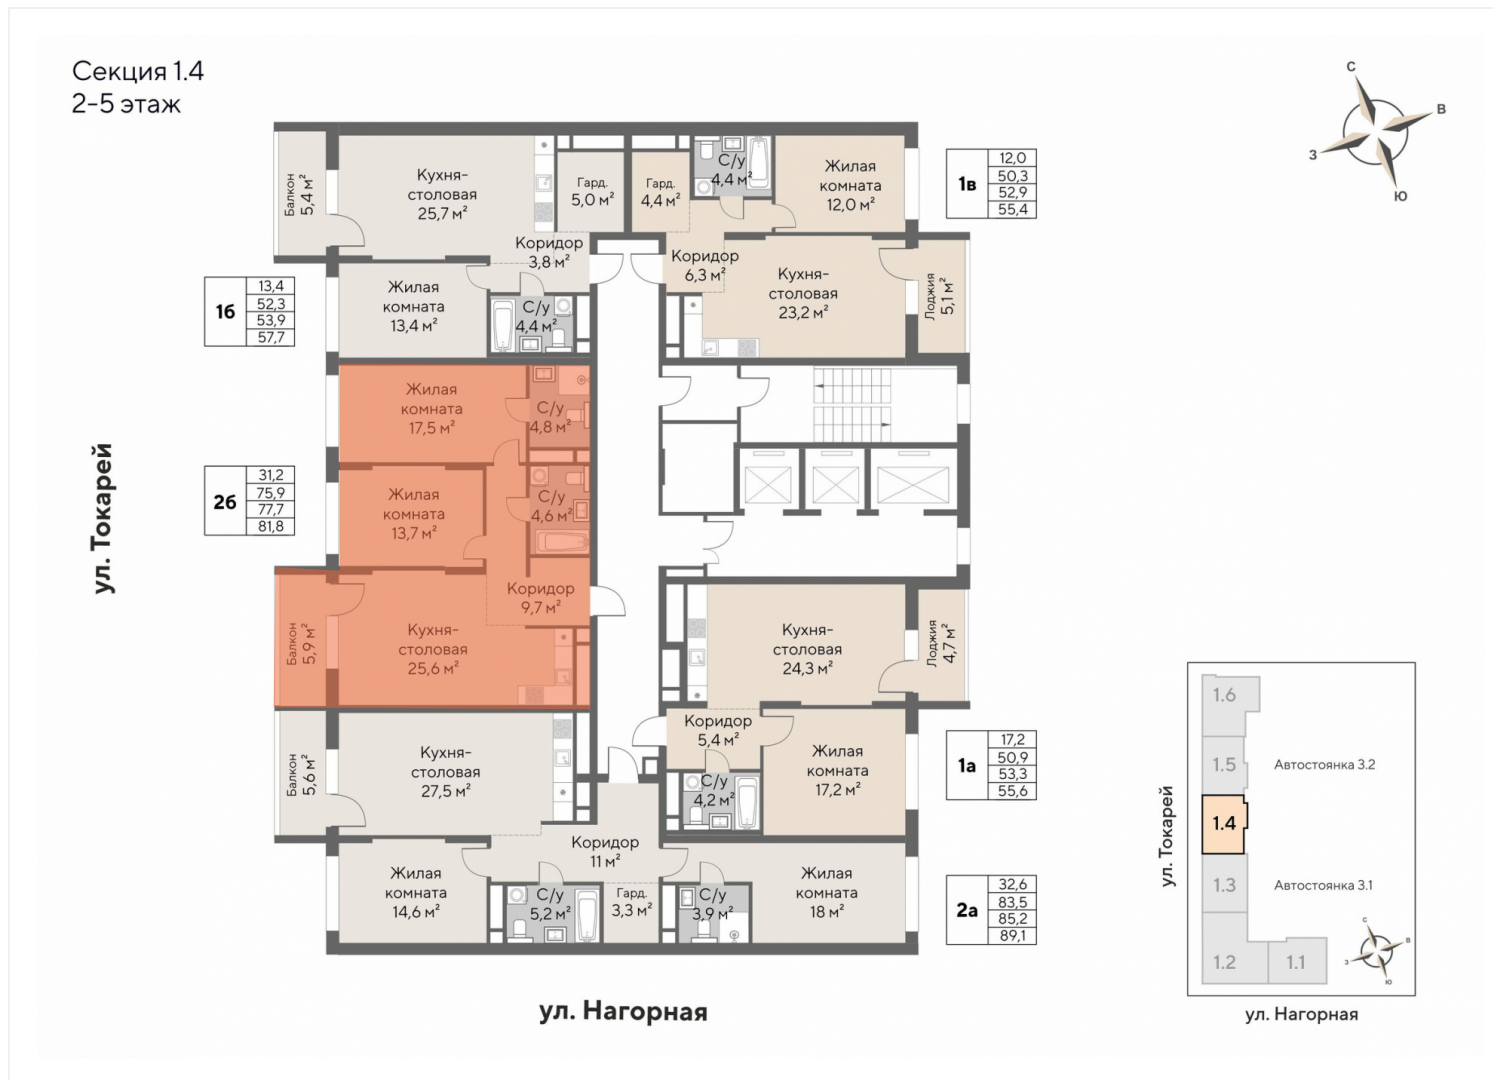 Секция 1.4
2-5 этаж
С
В
З
Ю
Балкон
5,4 м²
Кухня-
столовая
25,7 м²
Гард.
5,0 м²
Гард.
4,4 м²
С/у
4,4 м²
Жилая
комната
12,0 м²
1в
12,0
50,3
52,9
55,4
Коридор
3,8 м²
Коридор
6,3 м²
Кухня-
столовая
23,2 м²
Лоджия
5,1 м²
1б
13,4
52,3
53,9
57,7
Жилая
комната
13,4 м²
С/у
4,4 м²
Жилая
комната
17,5 м²
С/у
4,8 м²
ул. Токарей
2б
31,2
75,9
77,7
81,8
Жилая
комната
13,7 м²
С/у
4,6 м²
Коридор
9,7 м²
Балкон
5,9 м²
Кухня-
столовая
25,6 м²
Кухня-
столовая
24,3 м²
Лоджия
4,7 м²
Балкон
5,6 м²
Кухня-
столовая
27,5 м²
Коридор
5,4 м²
С/у
4,2 м²
Жилая
комната
17,2 м²
1а
17,2
50,9
53,3
55,6
Коридор
11 м²
Жилая
комната
14,6 м²
С/у
5,2 м²
Гард.
3,3 м²
С/у
3,9 м²
Жилая
комната
18 м²
2а
32,6
83,5
85,2
89,1
ул. Нагорная
1.6
1.5
Автостоянка 3.2
1.4
ул. Токарей
1.3
Автостоянка 3.1
1.2
1.1
С
В
З
Ю
ул. Нагорная